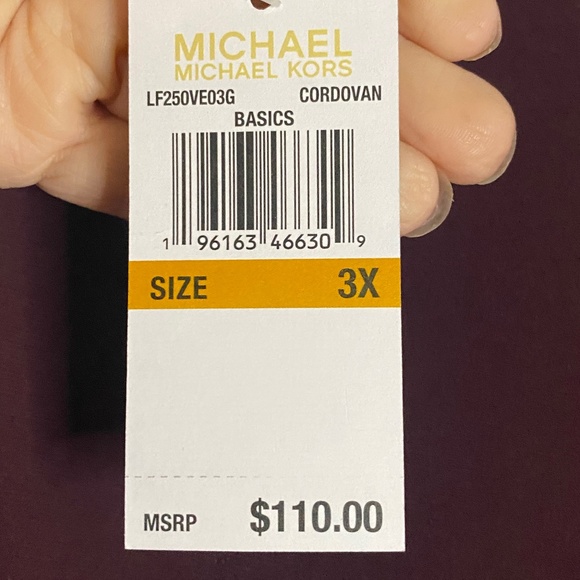 MICHAEL
MICHAEL KORS
LF250VE03G CORDOVAN
BASICS
1 96163 46630 9
SIZE 3X
MSRP $110.00